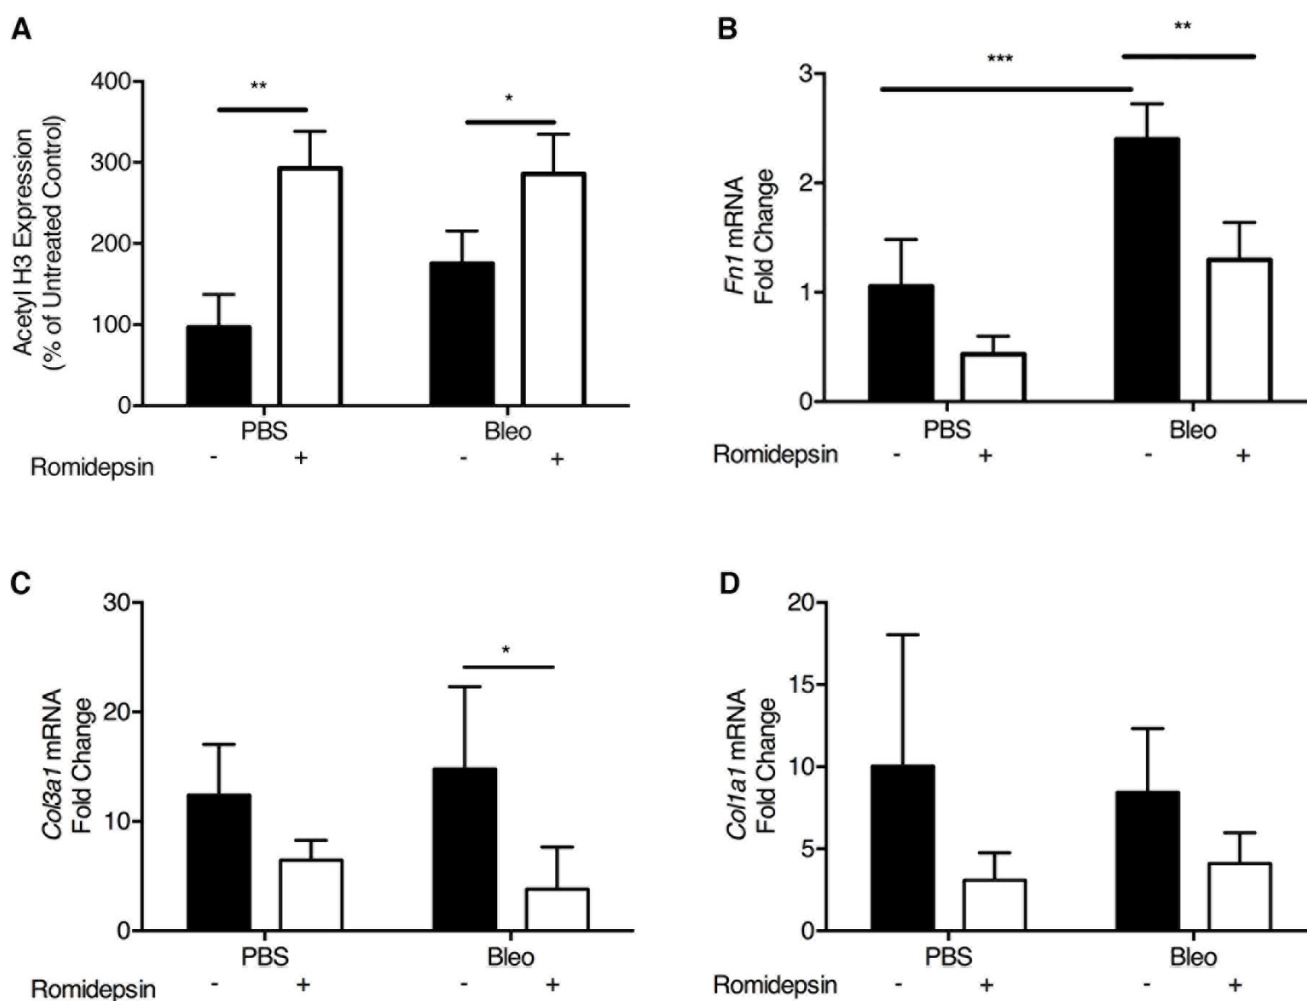 A
Acetyl H3 Expression
(% of Untreated Control)
400
300
200
100
0
**
*
PBS
Bleo
Romidepsin - + - +
B
Fn1 mRNA
Fold Change
3
2
1
0
***
**
PBS
Bleo
Romidepsin - + - +
C
Col3a1 mRNA
Fold Change
30
20
10
0
*
PBS
Bleo
Romidepsin - + - +
D
Col1a1 mRNA
Fold Change
20
15
10
5
0
PBS
Bleo
Romidepsin - + - +